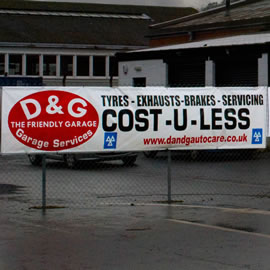 D&G
THE FRIENDLY GARAGE
Garage Services
TYRES - EXHAUSTS - BRAKES - SERVICING
COST-U-LESS
www.dandgautocare.co.uk